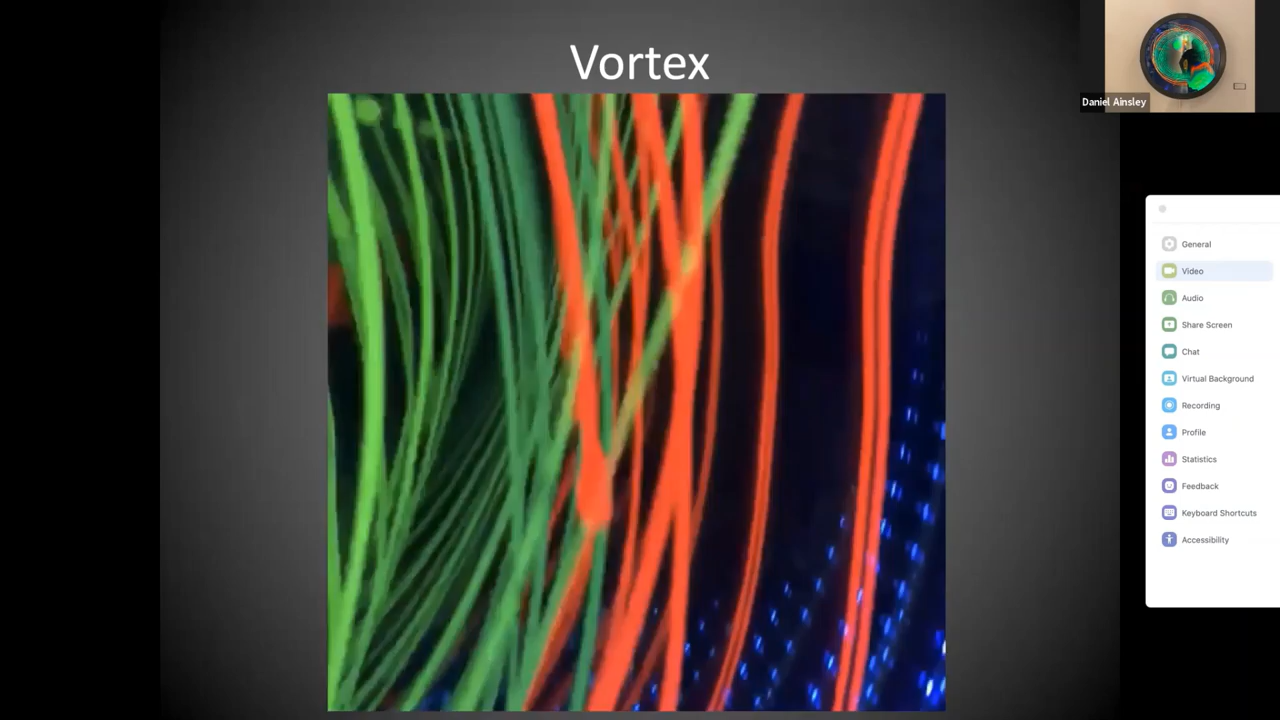 Vortex
Daniel Ainsley
General
Video
Audio
Share Screen
Chat
Virtual Background
Recording
Profile
Statistics
Feedback
Keyboard Shortcuts
Accessibility